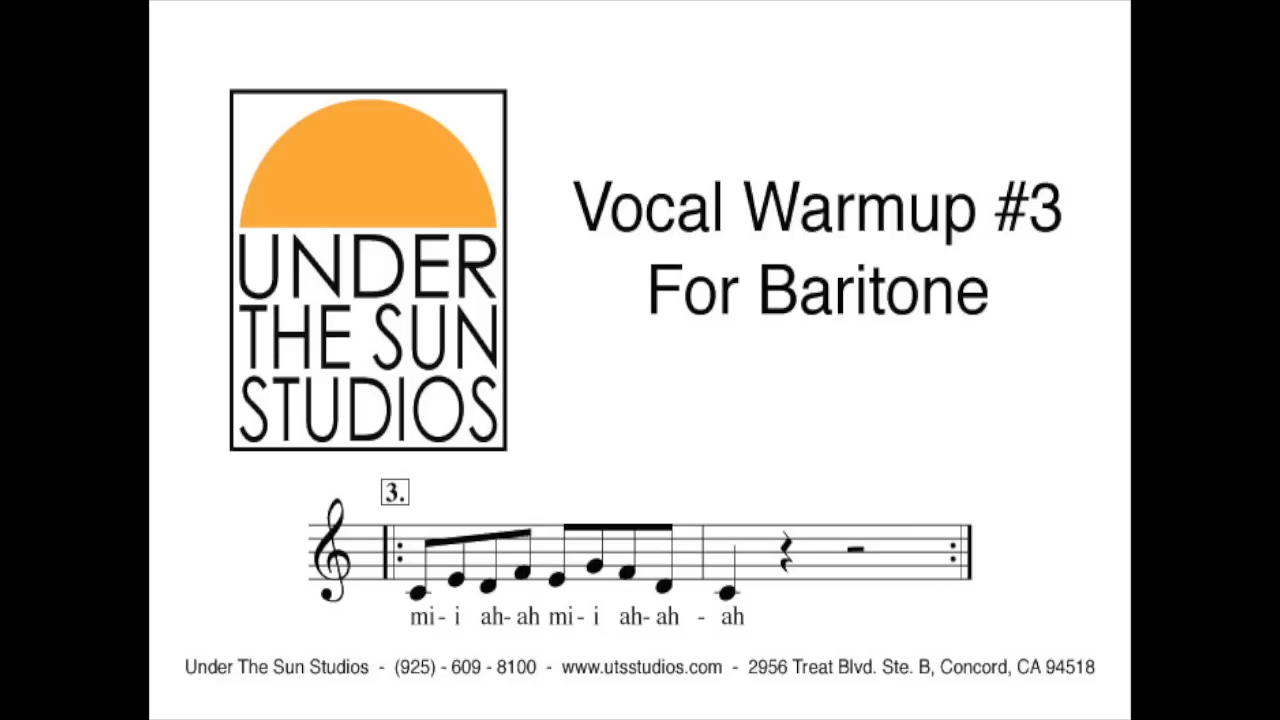 UNDER
THE SUN
STUDIOS
Vocal Warmup #3
For Baritone
3.
mi- i ah- ah mi- i ah- ah - ah
Under The Sun Studios - (925) - 609 - 8100 - www.utsstudios.com - 2956 Treat Blvd. Ste. B, Concord, CA 94518